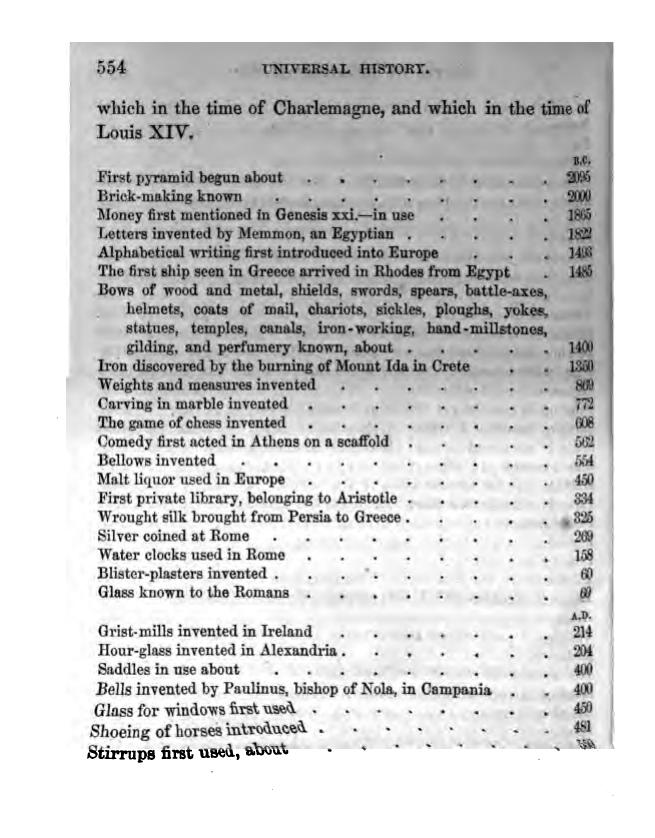 554 UNIVERSAL HISTORY.
which in the time of Charlemagne, and which in the time of
Louis XIV.
B.C.
First pyramid begun about . . . . . . . . 2095
Brick-making known . . . . . . . . . 2000
Money first mentioned in Genesis xxi.—in use . . . . 1865
Letters invented by Memmon, an Egyptian . . . . . 1822
Alphabetical writing first introduced into Europe . . . 1493
The first ship seen in Greece arrived in Rhodes from Egypt . 1485
Bows of wood and metal, shields, swords, spears, battle-axes,
helmets, coats of mail, chariots, sickles, ploughs, yokes,
statues, temples, canals, iron-working, hand-millstones,
gilding, and perfumery known, about . . . . . 1400
Iron discovered by the burning of Mount Ida in Crete . . 1350
Weights and measures invented . . . . . . . 869
Carving in marble invented . . . . . . . . 772
The game of chess invented . . . . . . . . 608
Comedy first acted in Athens on a scaffold . . . . . 562
Bellows invented . . . . . . . . . . 554
Malt liquor used in Europe . . . . . . . . 450
First private library, belonging to Aristotle . . . . . 334
Wrought silk brought from Persia to Greece . . . . . 325
Silver coined at Rome . . . . . . . . . 269
Water clocks used in Rome . . . . . . . . 158
Blister-plasters invented . . . . . . . . . 60
Glass known to the Romans . . . . . . . . 60
A.D.
Grist-mills invented in Ireland . . . . . . . 214
Hour-glass invented in Alexandria . . . . . . . 204
Saddles in use about . . . . . . . . . 400
Bells invented by Paulinus, bishop of Nola, in Campania . . 400
Glass for windows first used . . . . . . . . 450
Shoeing of horses introduced . . . . . . . . 481
Stirrups first used, about . . . . . . . .